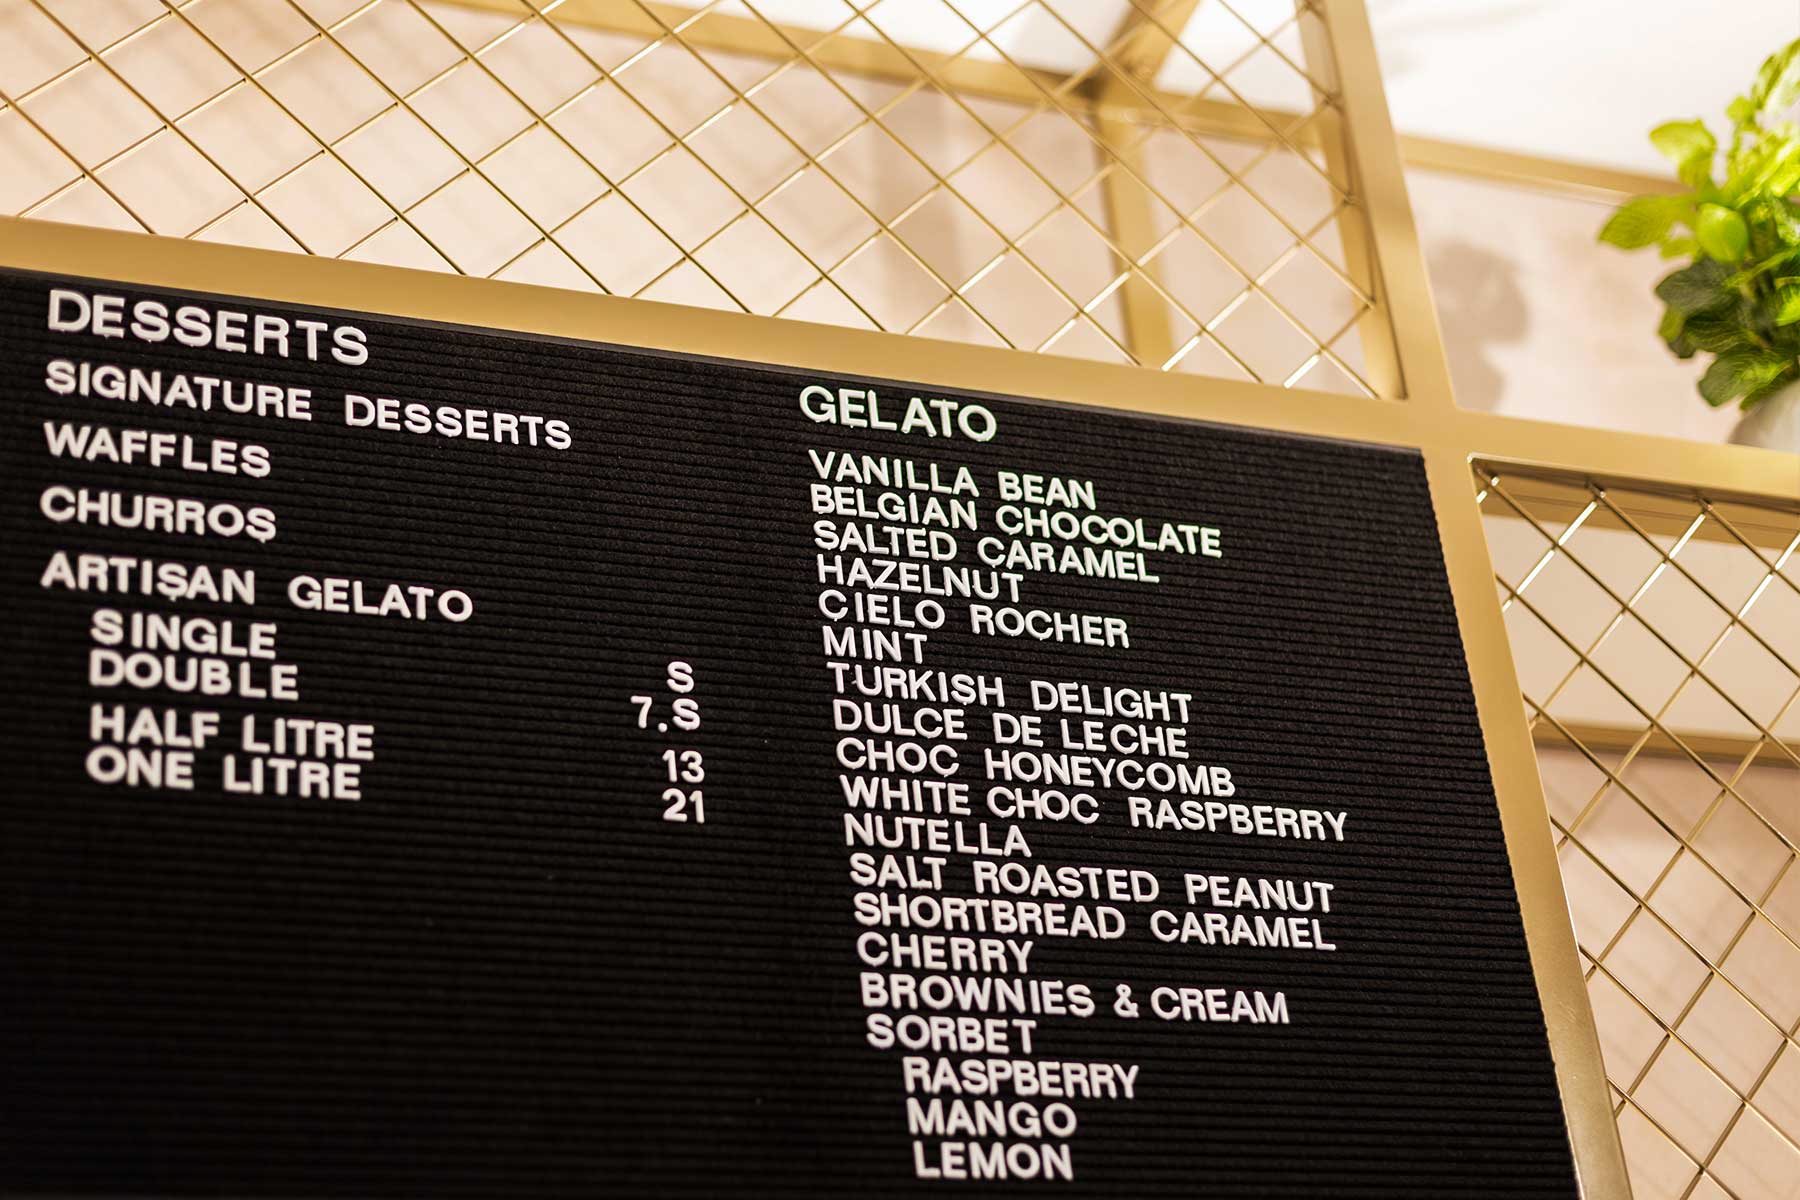 DESSERTS
SIGNATURE DESSERTS
WAFFLES
CHURROS
ARTISAN GELATO
SINGLE S
DOUBLE 7.S
HALF LITRE 13
ONE LITRE 21
GELATO
VANILLA BEAN
BELGIAN CHOCOLATE
SALTED CARAMEL
HAZELNUT
CIELO ROCHER
MINT
TURKISH DELIGHT
DULCE DE LECHE
CHOC HONEYCOMB
WHITE CHOC RASPBERRY
NUTELLA
SALT ROASTED PEANUT
SHORTBREAD CARAMEL
CHERRY
BROWNIES & CREAM
SORBET
RASPBERRY
MANGO
LEMON